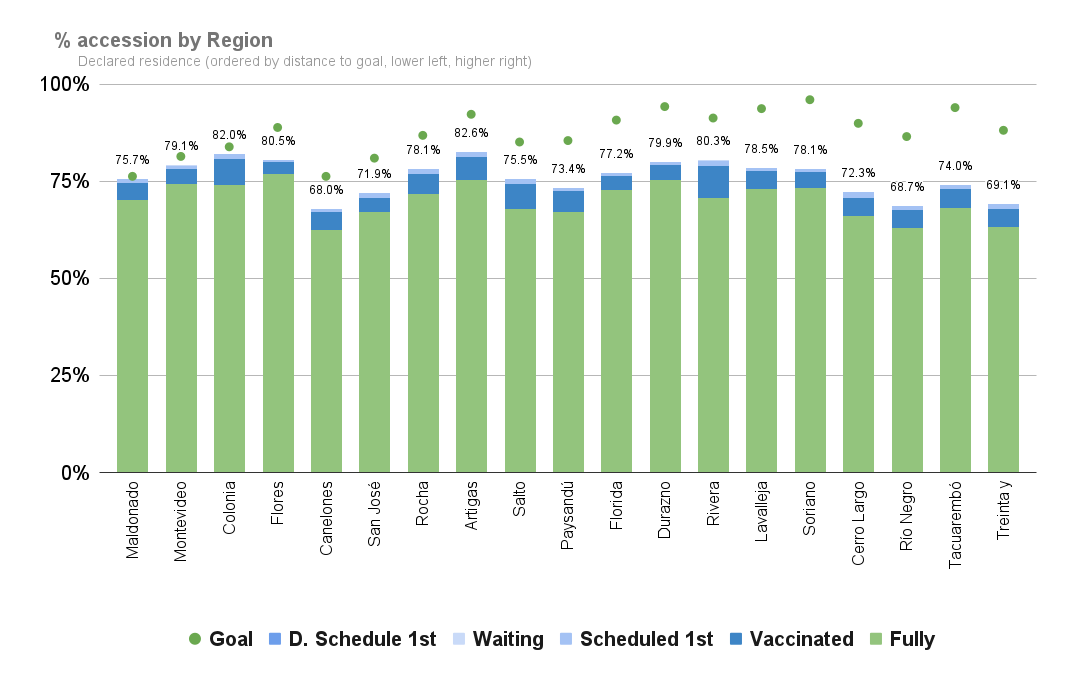 % accession by Region
Declared residence (ordered by distance to goal, lower left, higher right)
100%
75%
50%
25%
0%
75.7%
79.1%
82.0%
80.5%
68.0%
71.9%
78.1%
82.6%
75.5%
73.4%
77.2%
79.9%
80.3%
78.5%
78.1%
72.3%
68.7%
74.0%
69.1%
Maldonado
Montevideo
Colonia
Flores
Canelones
San José
Rocha
Artigas
Salto
Paysandú
Florida
Durazno
Rivera
Lavalleja
Soriano
Cerro Largo
Río Negro
Tacuarembó
Treinta y
Goal D. Schedule 1st Waiting Scheduled 1st Vaccinated Fully